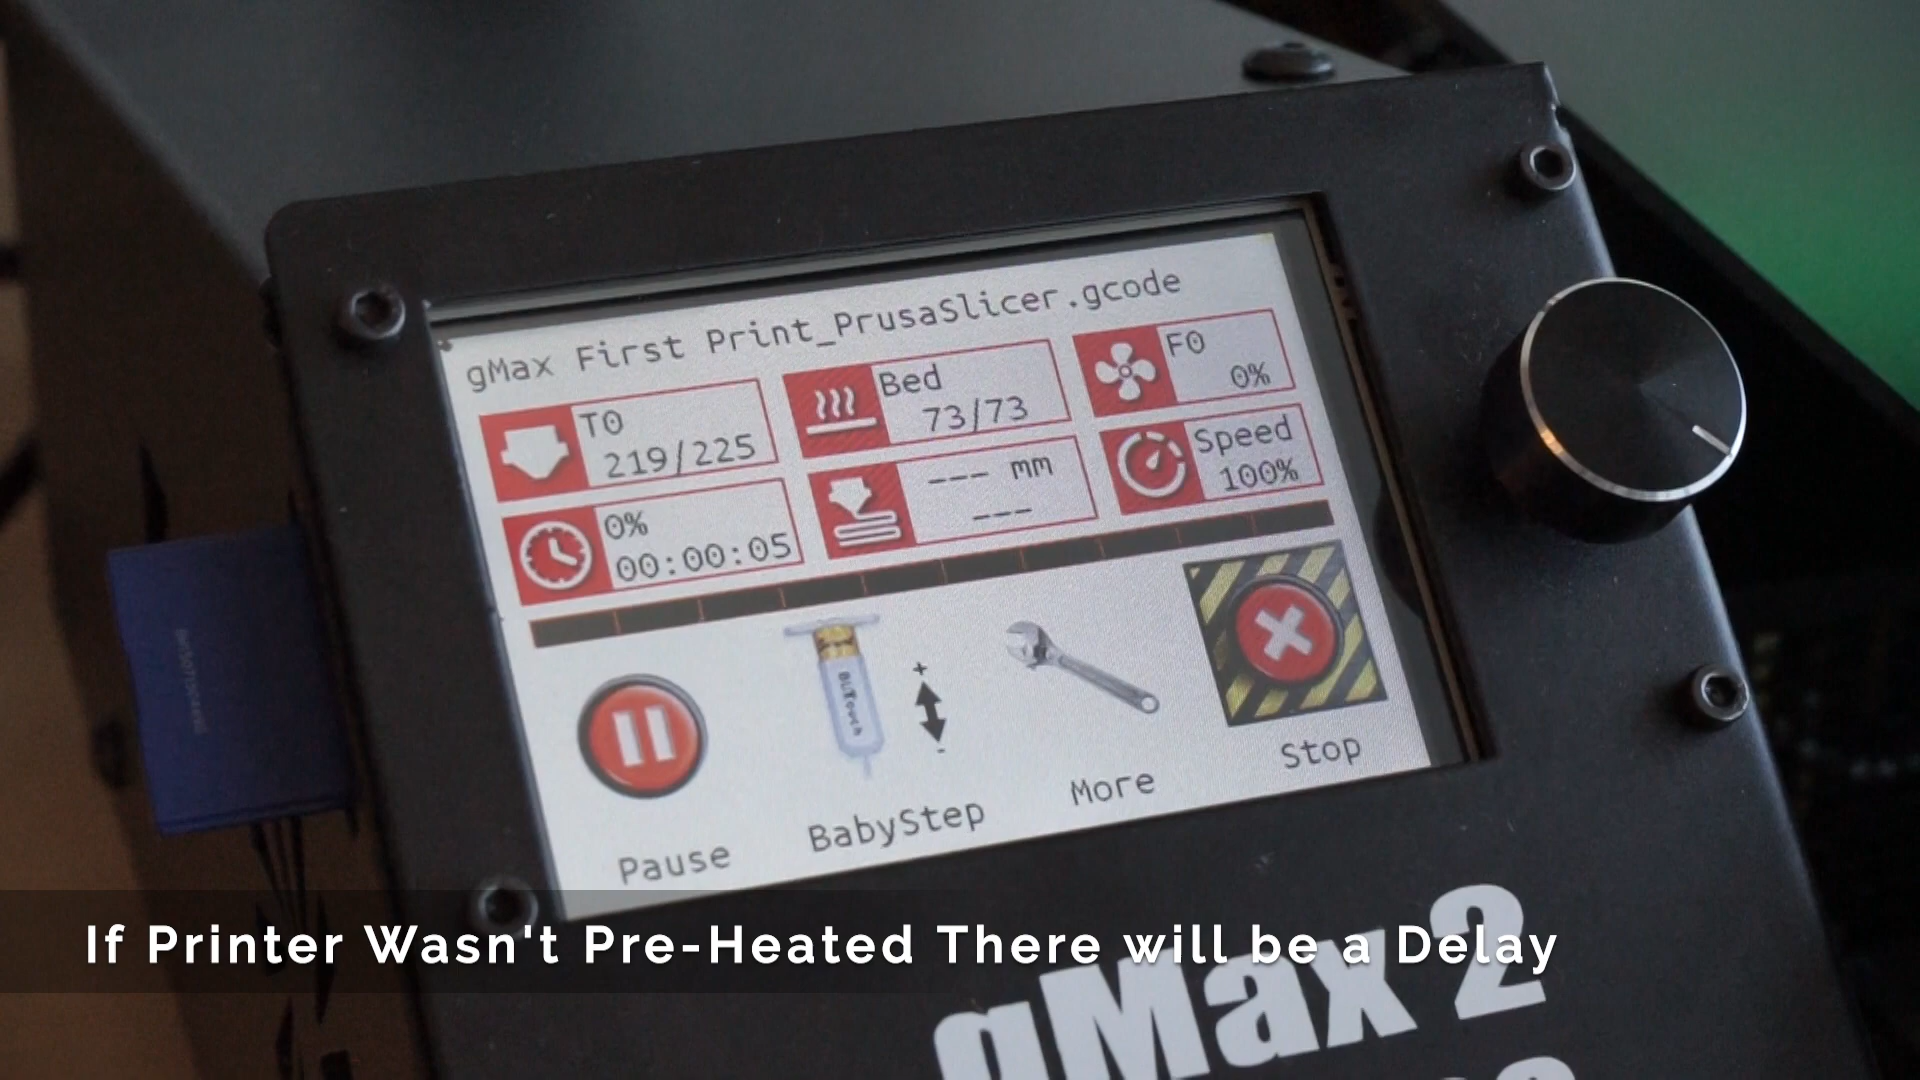 gMax First Print_PrusaSlicer.gcode
T0
219/225
Bed
73/73
F0
0%
0%
00:00:05
--- mm
---
Speed
100%
BLTouch
+
-
Pause
BabyStep
More
Stop
If Printer Wasn't Pre-Heated There will be a Delay
gMax 2